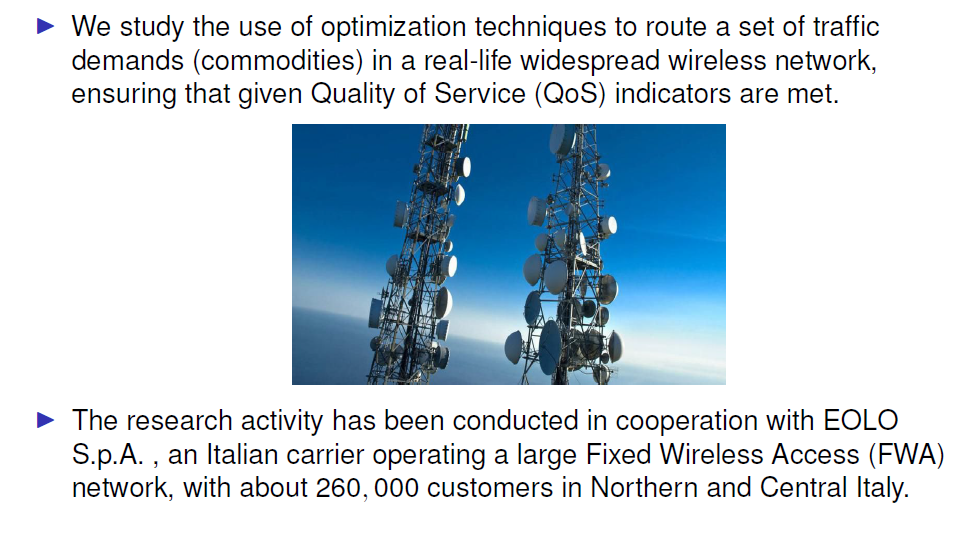 We study the use of optimization techniques to route a set of traffic
demands (commodities) in a real-life widespread wireless network,
ensuring that given Quality of Service (QoS) indicators are met.
The research activity has been conducted in cooperation with EOLO
S.p.A. , an Italian carrier operating a large Fixed Wireless Access (FWA)
network, with about 260, 000 customers in Northern and Central Italy.